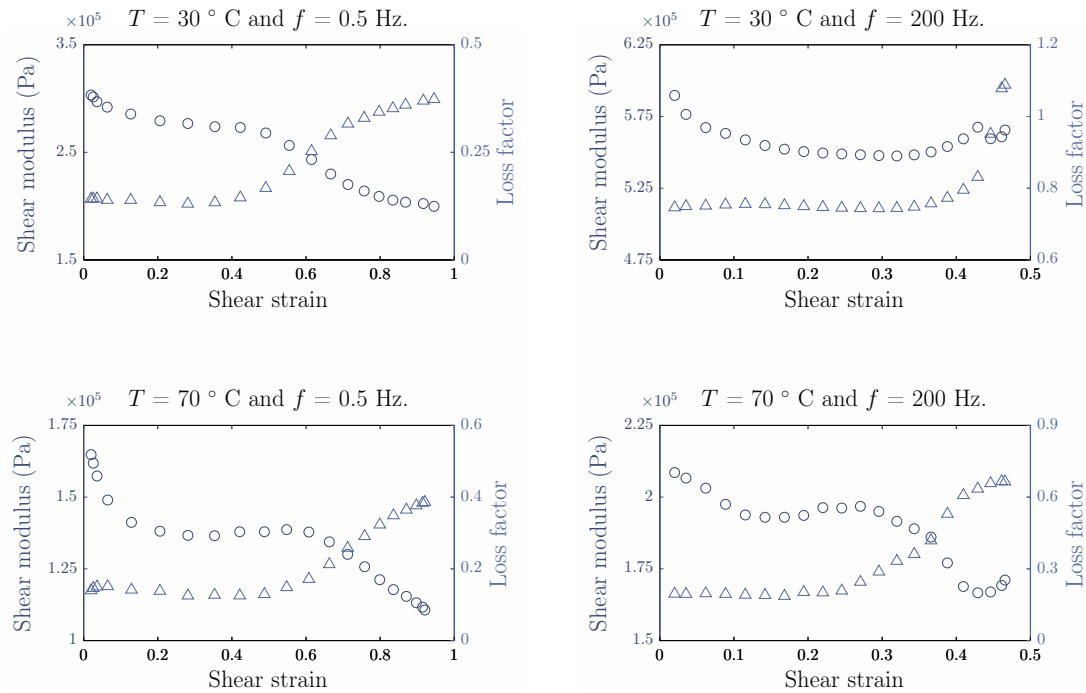 T = 30 ° C and f = 0.5 Hz.
×10⁵
3.5
2.5
1.5
Shear modulus (Pa)
0.5
0.25
0
Loss factor
0 0.2 0.4 0.6 0.8 1
Shear strain
T = 30 ° C and f = 200 Hz.
×10⁵
6.25
5.75
5.25
4.75
Shear modulus (Pa)
1.2
1
0.8
0.6
Loss factor
0 0.1 0.2 0.3 0.4 0.5
Shear strain
T = 70 ° C and f = 0.5 Hz.
×10⁵
1.75
1.5
1.25
1
Shear modulus (Pa)
0.6
0.4
0.2
0
Loss factor
0 0.2 0.4 0.6 0.8 1
Shear strain
T = 70 ° C and f = 200 Hz.
×10⁵
2.25
2
1.75
1.5
Shear modulus (Pa)
0.9
0.6
0.3
0
Loss factor
0 0.1 0.2 0.3 0.4 0.5
Shear strain